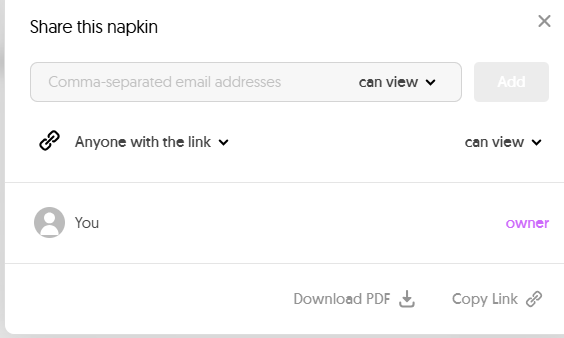 Share this napkin
Comma-separated email addresses can view Add
Anyone with the link can view
You owner
Download PDF Copy Link